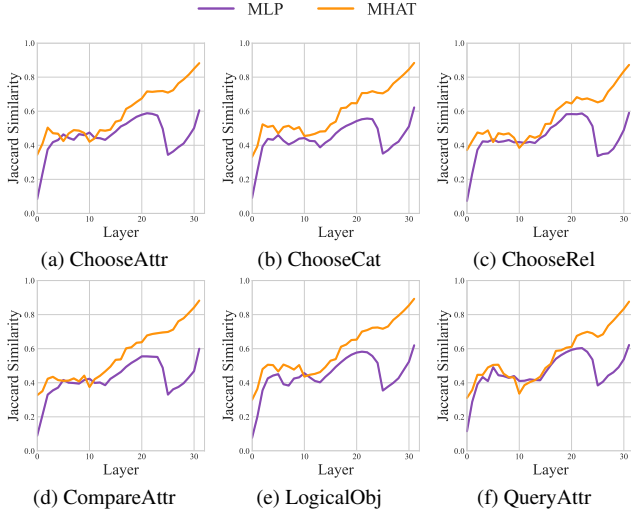 MLP MHAT
1.0
0.8
0.6
0.4
0.2
0.0
Jaccard Similarity
0 10 20 30
Layer
(a) ChooseAttr
1.0
0.8
0.6
0.4
0.2
0.0
Jaccard Similarity
0 10 20 30
Layer
(b) ChooseCat
1.0
0.8
0.6
0.4
0.2
0.0
Jaccard Similarity
0 10 20 30
Layer
(c) ChooseRel
1.0
0.8
0.6
0.4
0.2
0.0
Jaccard Similarity
0 10 20 30
Layer
(d) CompareAttr
1.0
0.8
0.6
0.4
0.2
0.0
Jaccard Similarity
0 10 20 30
Layer
(e) LogicalObj
1.0
0.8
0.6
0.4
0.2
0.0
Jaccard Similarity
0 10 20 30
Layer
(f) QueryAttr